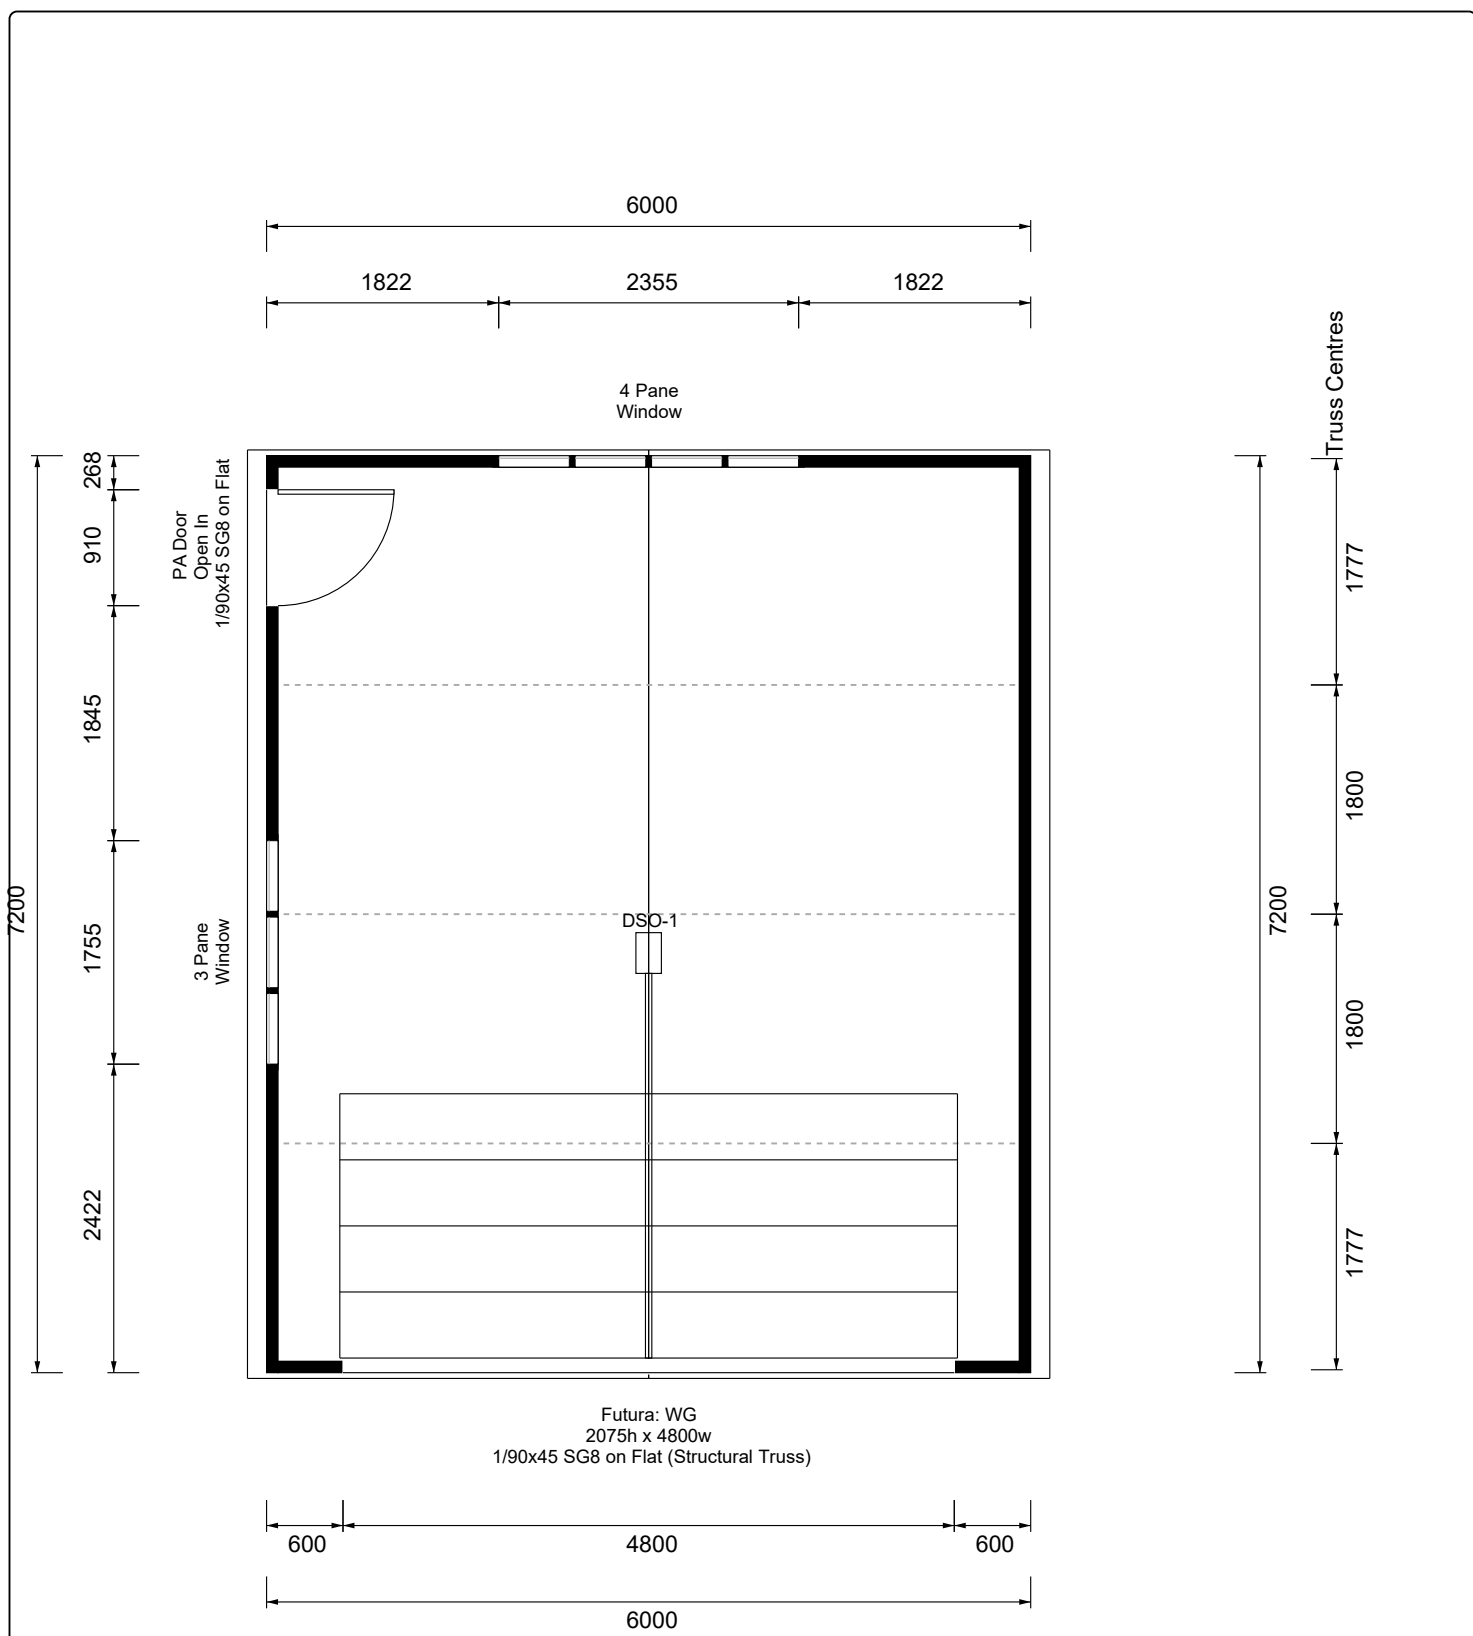 6000
1822 2355 1822
Truss Centres
4 Pane
Window
268
910
1845
1755
2422
7200
PA Door
Open In
1/90x45 SG8 on Flat
3 Pane
Window
DSO-1
7200
1777
1800
1800
1777
Futura: WG
2075h x 4800w
1/90x45 SG8 on Flat (Structural Truss)
600 4800 600
6000